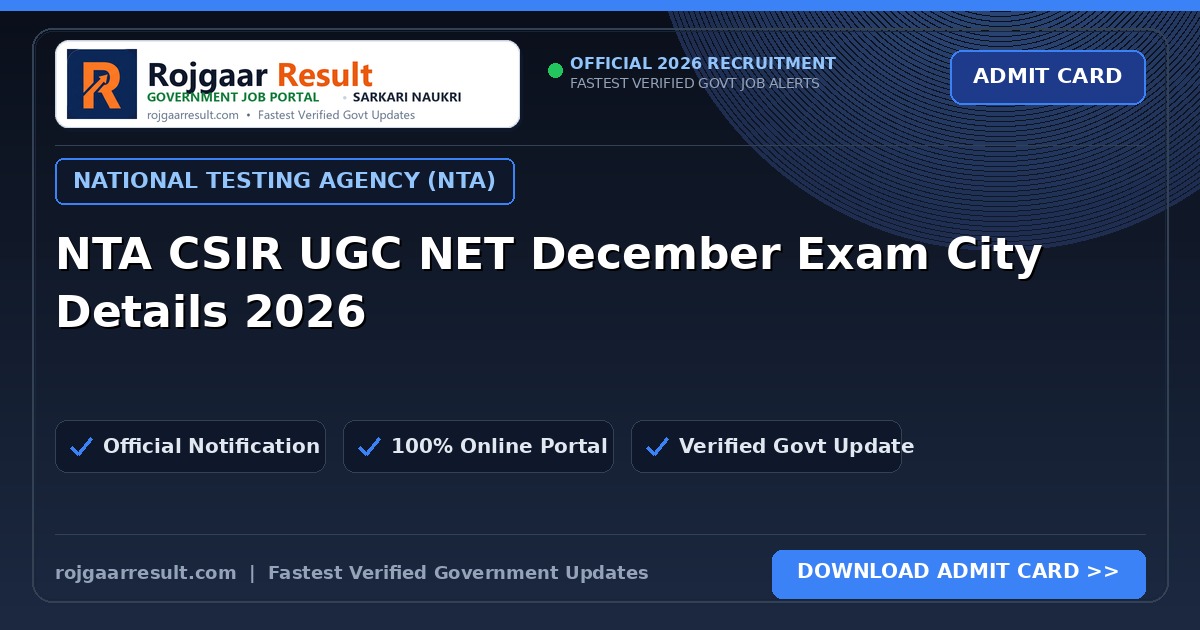 Rojgaar Result
GOVERNMENT JOB PORTAL • SARKARI NAUKRI
rojgaarresult.com • Fastest Verified Govt Updates
OFFICIAL 2026 RECRUITMENT
FASTEST VERIFIED GOVT JOB ALERTS
ADMIT CARD
NATIONAL TESTING AGENCY (NTA)
NTA CSIR UGC NET December Exam City
Details 2026
Official Notification
100% Online Portal
Verified Govt Update
rojgaarresult.com | Fastest Verified Government Updates
DOWNLOAD ADMIT CARD >>